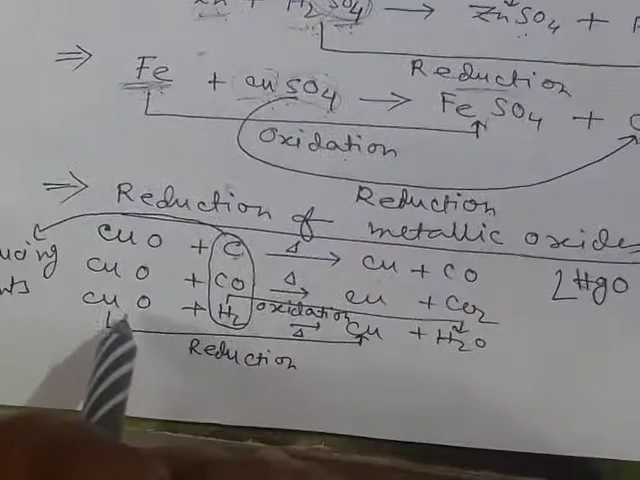 Zn + H2SO4 → ZnSO4 +
Reduction
⇒ Fe + CuSO4 → FeSO4 +
Oxidation
Reduction
⇒ Reduction of metallic oxides
CuO + C Δ→ Cu + CO 2HgO
CuO + CO Δ→ Cu + CO2
CuO + H2 Δ→ Cu + H2O
oxidation
Reduction